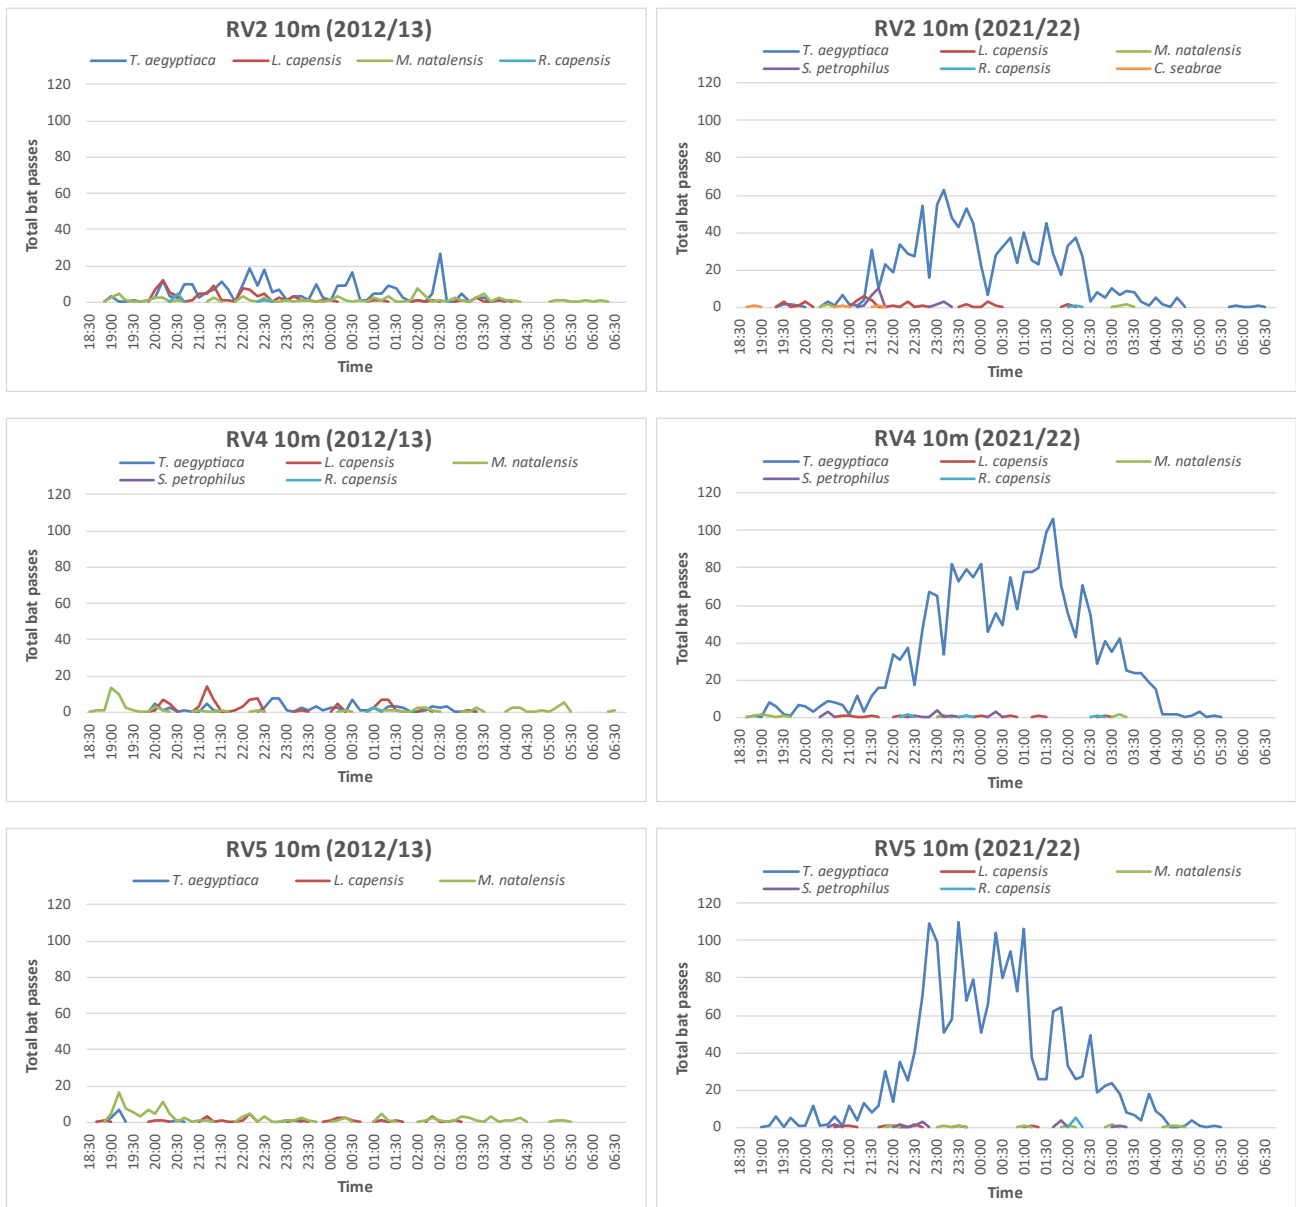 RV2 10m (2012/13)
T. aegyptiaca L. capensis M. natalensis R. capensis
Total bat passes
120
100
80
60
40
20
0
18:30 19:00 19:30 20:00 20:30 21:00 21:30 22:00 22:30 23:00 23:30 00:00 00:30 01:00 01:30 02:00 02:30 03:00 03:30 04:00 04:30 05:00 05:30 06:00 06:30
Time
RV2 10m (2021/22)
T. aegyptiaca L. capensis M. natalensis
S. petrophilus R. capensis C. seabrae
Total bat passes
120
100
80
60
40
20
0
18:30 19:00 19:30 20:00 20:30 21:00 21:30 22:00 22:30 23:00 23:30 00:00 00:30 01:00 01:30 02:00 02:30 03:00 03:30 04:00 04:30 05:00 05:30 06:00 06:30
Time
RV4 10m (2012/13)
T. aegyptiaca L. capensis M. natalensis
S. petrophilus R. capensis
Total bat passes
120
100
80
60
40
20
0
18:30 19:00 19:30 20:00 20:30 21:00 21:30 22:00 22:30 23:00 23:30 00:00 00:30 01:00 01:30 02:00 02:30 03:00 03:30 04:00 04:30 05:00 05:30 06:00 06:30
Time
RV4 10m (2021/22)
T. aegyptiaca L. capensis M. natalensis
S. petrophilus R. capensis
Total bat passes
120
100
80
60
40
20
0
18:30 19:00 19:30 20:00 20:30 21:00 21:30 22:00 22:30 23:00 23:30 00:00 00:30 01:00 01:30 02:00 02:30 03:00 03:30 04:00 04:30 05:00 05:30 06:00 06:30
Time
RV5 10m (2012/13)
T. aegyptiaca L. capensis M. natalensis
Total bat passes
120
100
80
60
40
20
0
18:30 19:00 19:30 20:00 20:30 21:00 21:30 22:00 22:30 23:00 23:30 00:00 00:30 01:00 01:30 02:00 02:30 03:00 03:30 04:00 04:30 05:00 05:30 06:00 06:30
Time
RV5 10m (2021/22)
T. aegyptiaca L. capensis M. natalensis
S. petrophilus R. capensis
Total bat passes
120
100
80
60
40
20
0
18:30 19:00 19:30 20:00 20:30 21:00 21:30 22:00 22:30 23:00 23:30 00:00 00:30 01:00 01:30 02:00 02:30 03:00 03:30 04:00 04:30 05:00 05:30 06:00 06:30
Time